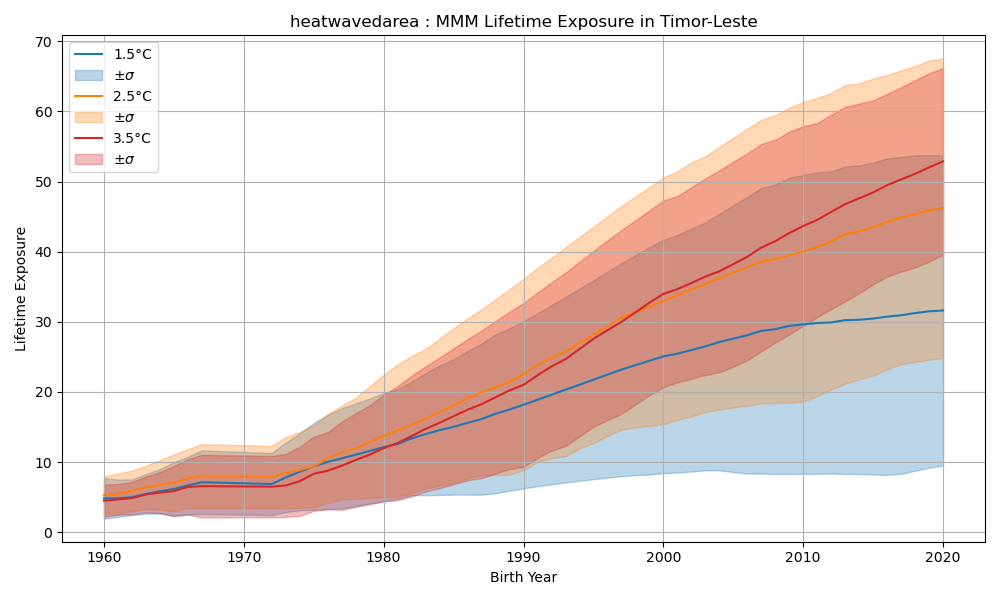 heatwavedarea : MMM Lifetime Exposure in Timor-Leste
70
60
50
40
30
20
10
0
Lifetime Exposure
1.5°C
±σ
2.5°C
±σ
3.5°C
±σ
1960
1970
1980
1990
2000
2010
2020
Birth Year